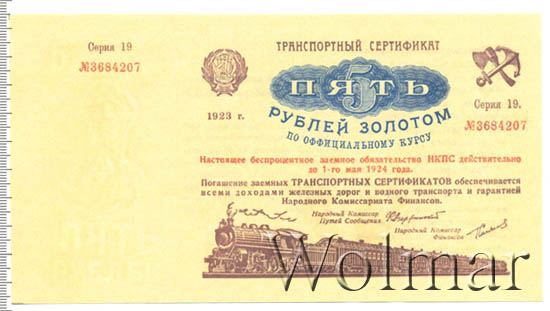 Серия 19
№3684207
ТРАНСПОРТНЫЙ СЕРТИФИКАТ
1923 г.
5
ПЯТЬ
РУБЛЕЙ ЗОЛОТОМ
ПО ОФФИЦИАЛЬНОМУ КУРСУ
Серия 19.
№3684207
Настоящее беспроцентное заемное обязательство НКПС действительно
до 1-го мая 1924 года.
Погашение заемных ТРАНСПОРТНЫХ СЕРТИФИКАТОВ обеспечивается
всеми доходами железных дорог и водного транспорта и гарантией
Народного Комиссариата Финансов.
Народный Комиссар
Путей Сообщения
Народный Комиссар
Финансов
Wolmar